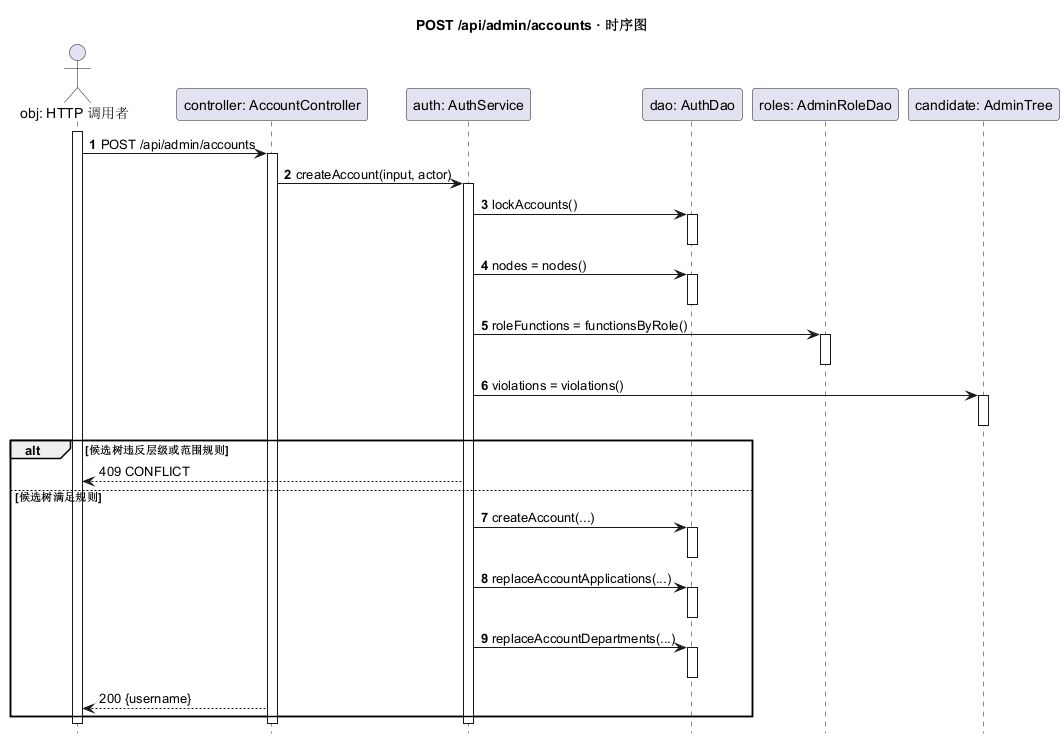 POST /api/admin/accounts · 时序图
obj: HTTP 调用者
controller: AccountController
auth: AuthService
dao: AuthDao
roles: AdminRoleDao
candidate: AdminTree
1 POST /api/admin/accounts
2 createAccount(input, actor)
3 lockAccounts()
4 nodes = nodes()
5 roleFunctions = functionsByRole()
6 violations = violations()
alt [候选树违反层级或范围规则]
409 CONFLICT
[候选树满足规则]
7 createAccount(...)
8 replaceAccountApplications(...)
9 replaceAccountDepartments(...)
200 {username}